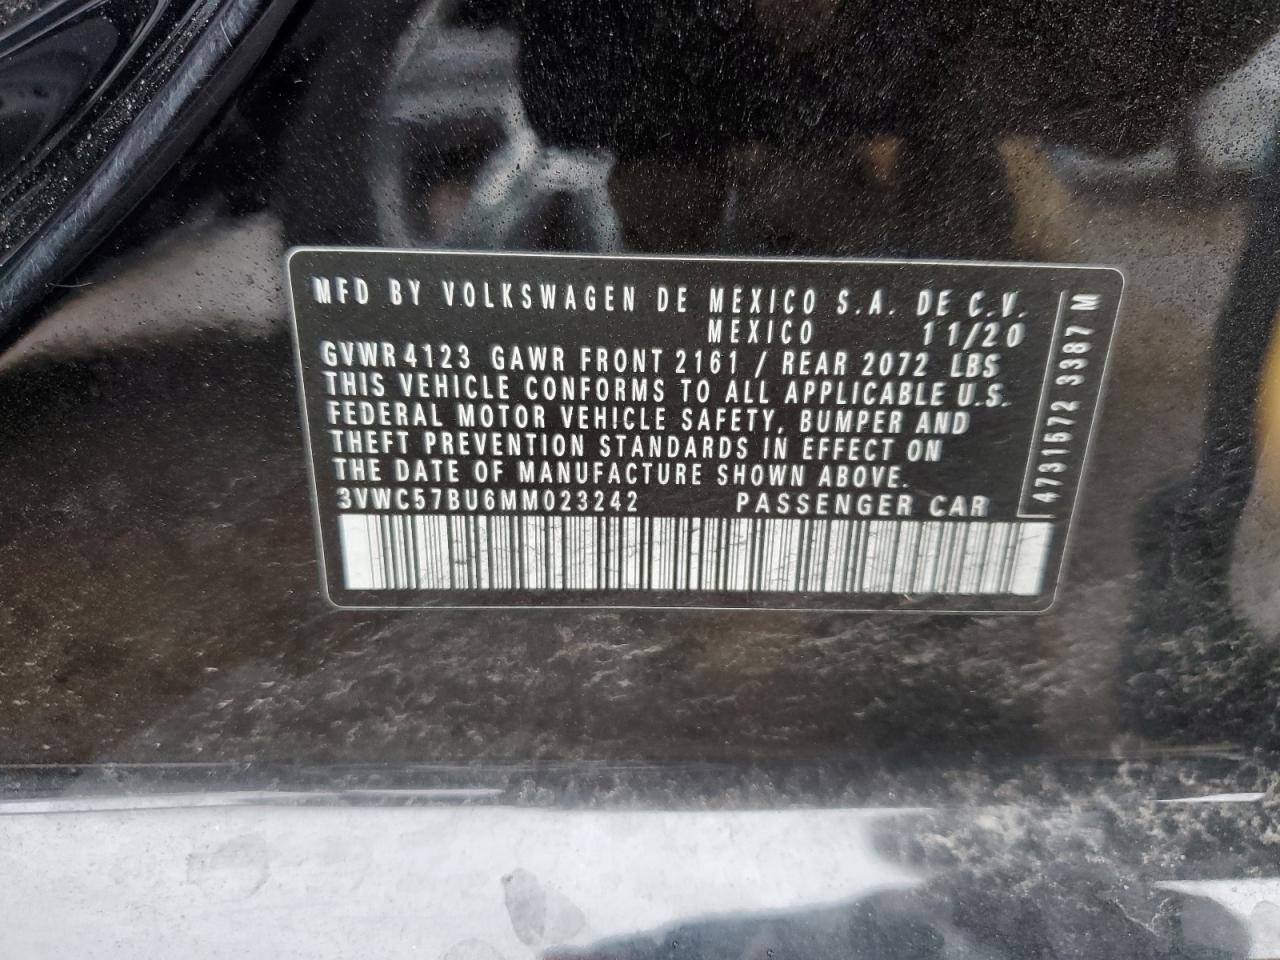 MFD BY VOLKSWAGEN DE MEXICO S.A. DE C.V.
MEXICO 11/20
GVWR 4123 GAWR FRONT 2161 / REAR 2072 LBS
THIS VEHICLE CONFORMS TO ALL APPLICABLE U.S.
FEDERAL MOTOR VEHICLE SAFETY, BUMPER AND
THEFT PREVENTION STANDARDS IN EFFECT ON
THE DATE OF MANUFACTURE SHOWN ABOVE.
3VWC57BU6MM023242 PASSENGER CAR
4731572 3387 M